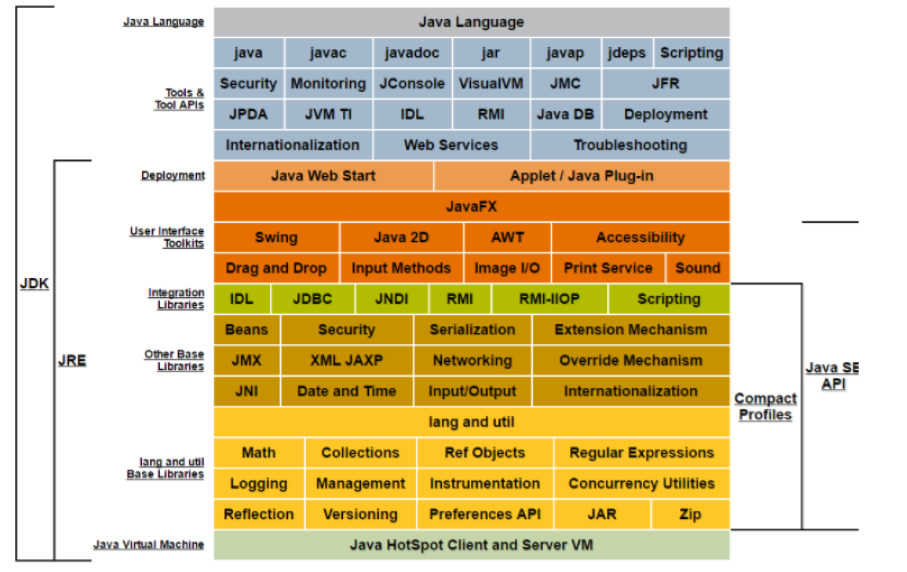 Java Language
Java Language
java javac javadoc jar javap jdeps Scripting
Security Monitoring JConsole VisualVM JMC JFR
Tools &
Tool APIs
JPDA JVM TI IDL RMI Java DB Deployment
Internationalization Web Services Troubleshooting
Deployment
Java Web Start Applet / Java Plug-in
JavaFX
User Interface
Toolkits
Swing Java 2D AWT Accessibility
Drag and Drop Input Methods Image I/O Print Service Sound
JDK
Integration
Libraries
IDL JDBC JNDI RMI RMI-IIOP Scripting
Beans Security Serialization Extension Mechanism
Other Base
Libraries
JRE
JMX XML JAXP Networking Override Mechanism
Java SE
API
JNI Date and Time Input/Output Internationalization
Compact
Profiles
lang and util
Math Collections Ref Objects Regular Expressions
lang and util
Base Libraries
Logging Management Instrumentation Concurrency Utilities
Reflection Versioning Preferences API JAR Zip
Java Virtual Machine
Java HotSpot Client and Server VM